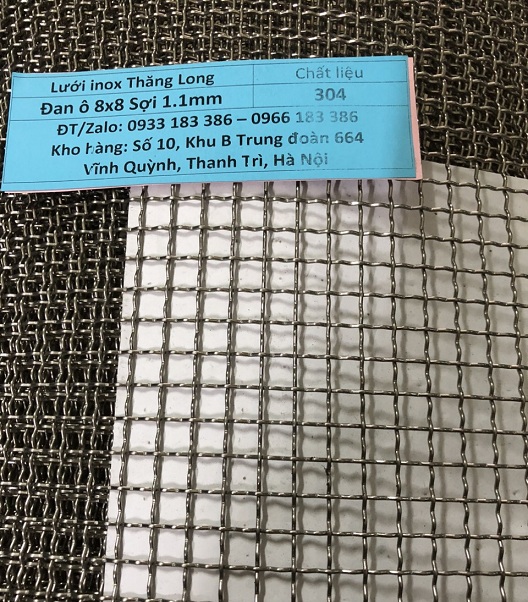 Lưới inox Thăng Long Chất liệu
Đan ô 8x8 Sợi 1.1mm 304
ĐT/Zalo: 0933 183 386 – 0966 183 386
Kho hàng: Số 10, Khu B Trung đoàn 664
Vĩnh Quỳnh, Thanh Trì, Hà Nội